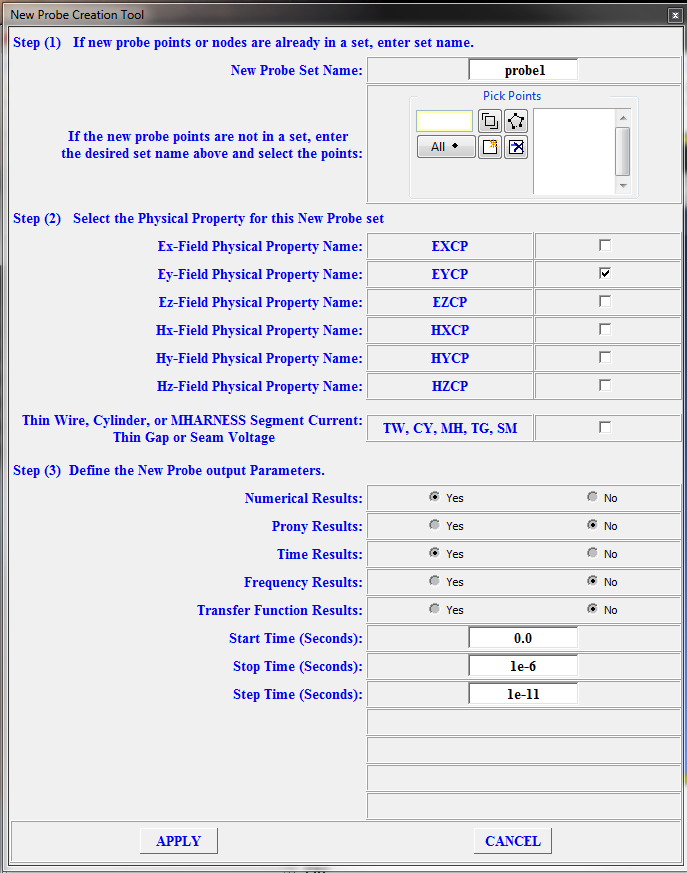 New Probe Creation Tool
Step (1) If new probe points or nodes are already in a set, enter set name.
New Probe Set Name: probe1
Pick Points
If the new probe points are not in a set, enter
the desired set name above and select the points:
All
Step (2) Select the Physical Property for this New Probe set
Ex-Field Physical Property Name: EXCP
Ey-Field Physical Property Name: EYCP
Ez-Field Physical Property Name: EZCP
Hx-Field Physical Property Name: HXCP
Hy-Field Physical Property Name: HYCP
Hz-Field Physical Property Name: HZCP
Thin Wire, Cylinder, or MHARNESS Segment Current:
Thin Gap or Seam Voltage
TW, CY, MH, TG, SM
Step (3) Define the New Probe output Parameters.
Numerical Results: Yes No
Prony Results: Yes No
Time Results: Yes No
Frequency Results: Yes No
Transfer Function Results: Yes No
Start Time (Seconds): 0.0
Stop Time (Seconds): 1e-6
Step Time (Seconds): 1e-11
APPLY CANCEL